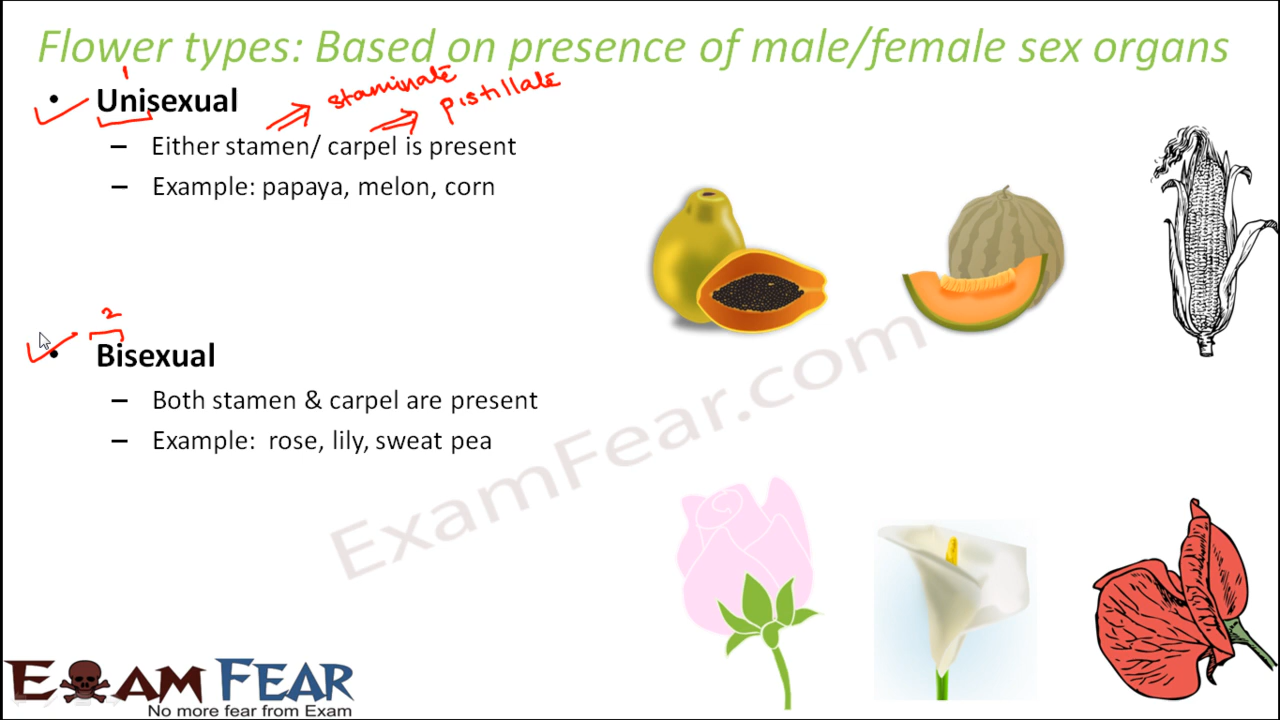 Flower types: Based on presence of male/female sex organs
1
• Unisexual
staminate
pistillate
– Either stamen/ carpel is present
– Example: papaya, melon, corn
2
• Bisexual
– Both stamen & carpel are present
– Example: rose, lily, sweat pea
ExamFear.com
EXAM FEAR
No more fear from Exam